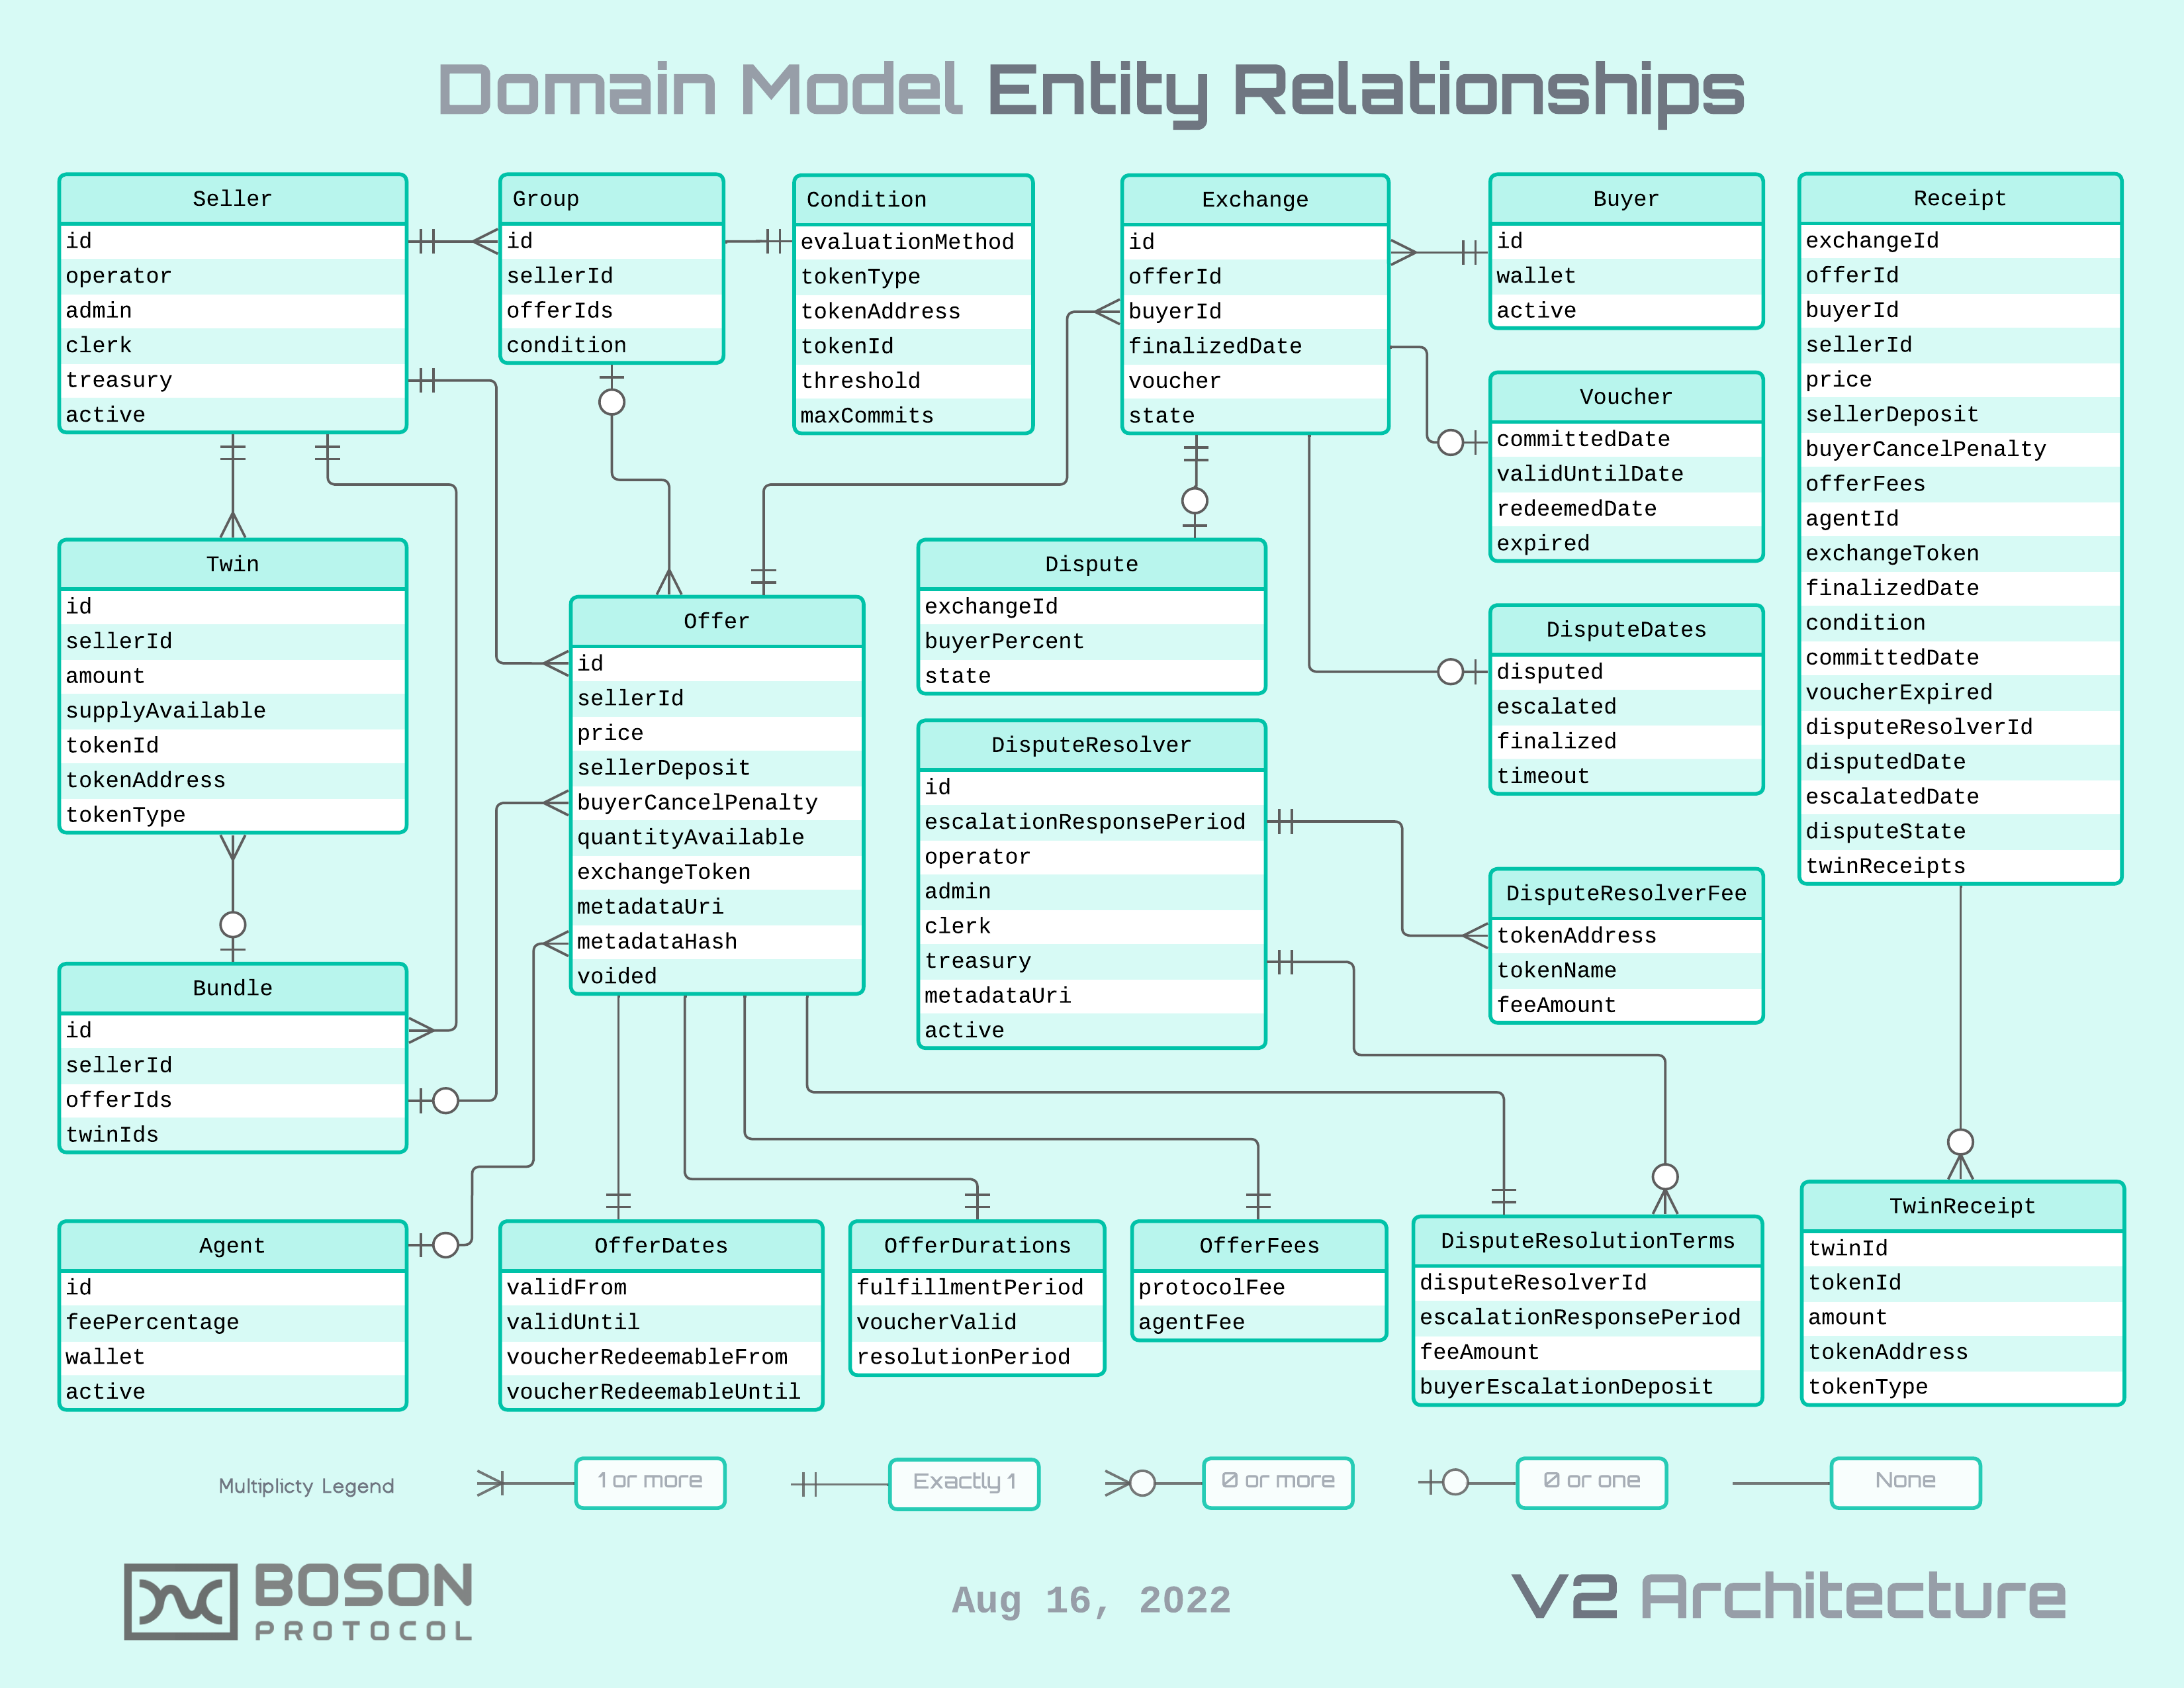 Domain Model Entity Relationships
Seller
id
operator
admin
clerk
treasury
active
Group
id
sellerId
offerIds
condition
Condition
evaluationMethod
tokenType
tokenAddress
tokenId
threshold
maxCommits
Exchange
id
offerId
buyerId
finalizedDate
voucher
state
Buyer
id
wallet
active
Receipt
exchangeId
offerId
buyerId
sellerId
price
sellerDeposit
buyerCancelPenalty
offerFees
agentId
exchangeToken
finalizedDate
condition
committedDate
voucherExpired
disputeResolverId
disputedDate
escalatedDate
disputeState
twinReceipts
Voucher
committedDate
validUntilDate
redeemedDate
expired
Twin
id
sellerId
amount
supplyAvailable
tokenId
tokenAddress
tokenType
Offer
id
sellerId
price
sellerDeposit
buyerCancelPenalty
quantityAvailable
exchangeToken
metadataUri
metadataHash
voided
Dispute
exchangeId
buyerPercent
state
DisputeDates
disputed
escalated
finalized
timeout
DisputeResolver
id
escalationResponsePeriod
operator
admin
clerk
treasury
metadataUri
active
DisputeResolverFee
tokenAddress
tokenName
feeAmount
Bundle
id
sellerId
offerIds
twinIds
Agent
id
feePercentage
wallet
active
OfferDates
validFrom
validUntil
voucherRedeemableFrom
voucherRedeemableUntil
OfferDurations
fulfillmentPeriod
voucherValid
resolutionPeriod
OfferFees
protocolFee
agentFee
DisputeResolutionTerms
disputeResolverId
escalationResponsePeriod
feeAmount
buyerEscalationDeposit
TwinReceipt
twinId
tokenId
amount
tokenAddress
tokenType
Multiplicty Legend
1 or more
Exactly 1
0 or more
0 or one
None
BOSON
PROTOCOL
Aug 16, 2022
V2 Architecture